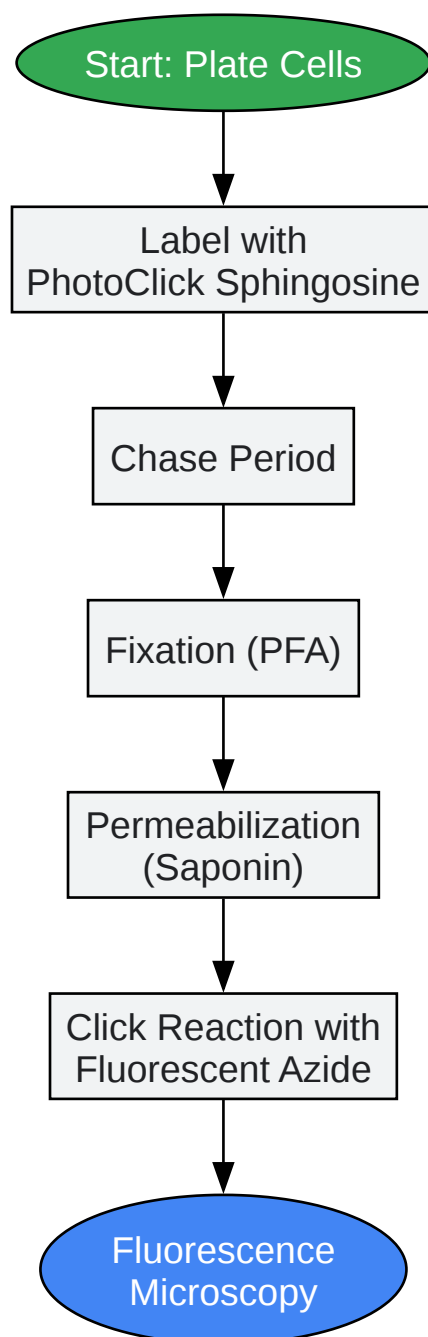 Start: Plate Cells
Label with
PhotoClick Sphingosine
Chase Period
Fixation (PFA)
Permeabilization
(Saponin)
Click Reaction with
Fluorescent Azide
Fluorescence
Microscopy